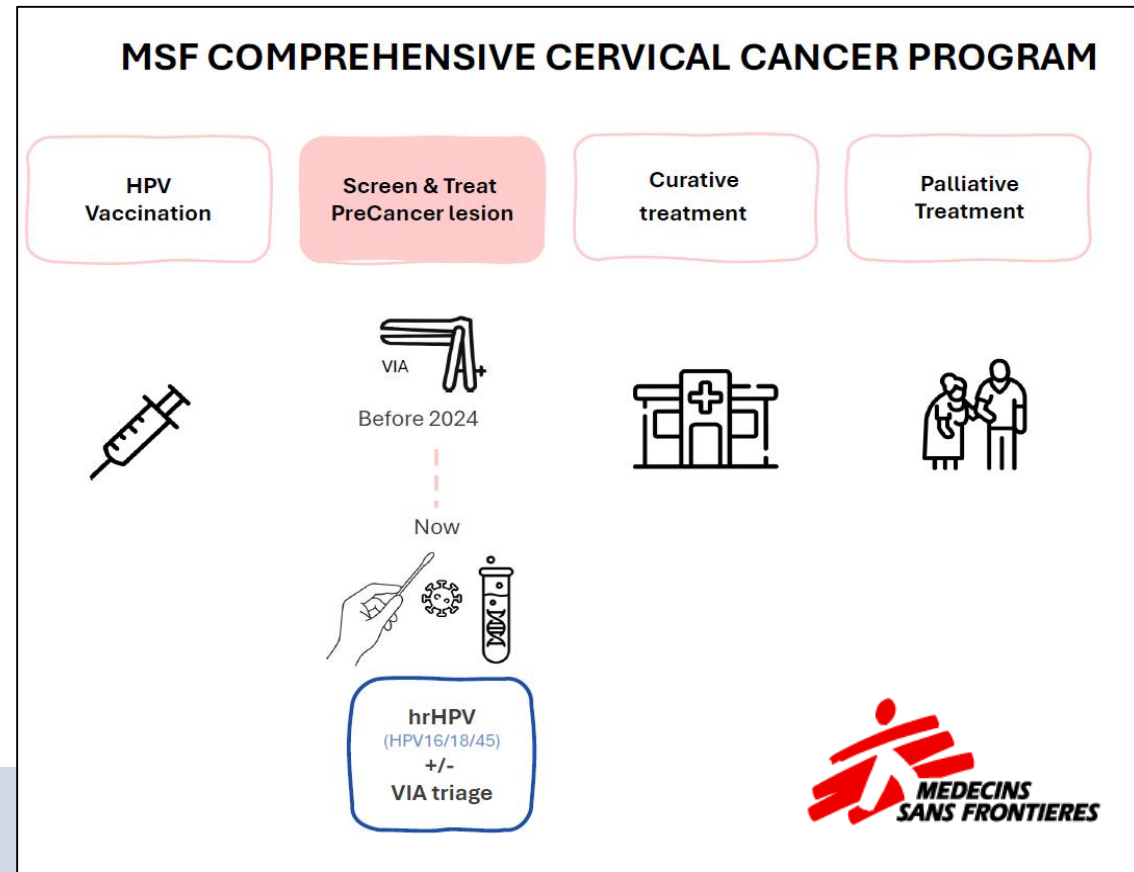 MSF COMPREHENSIVE CERVICAL CANCER PROGRAM
HPV
Vaccination
Screen & Treat
PreCancer lesion
Curative
treatment
Palliative
Treatment
VIA
Before 2024
Now
hrHPV
(HPV16/18/45)
+/-
VIA triage
MEDECINS
SANS FRONTIERES